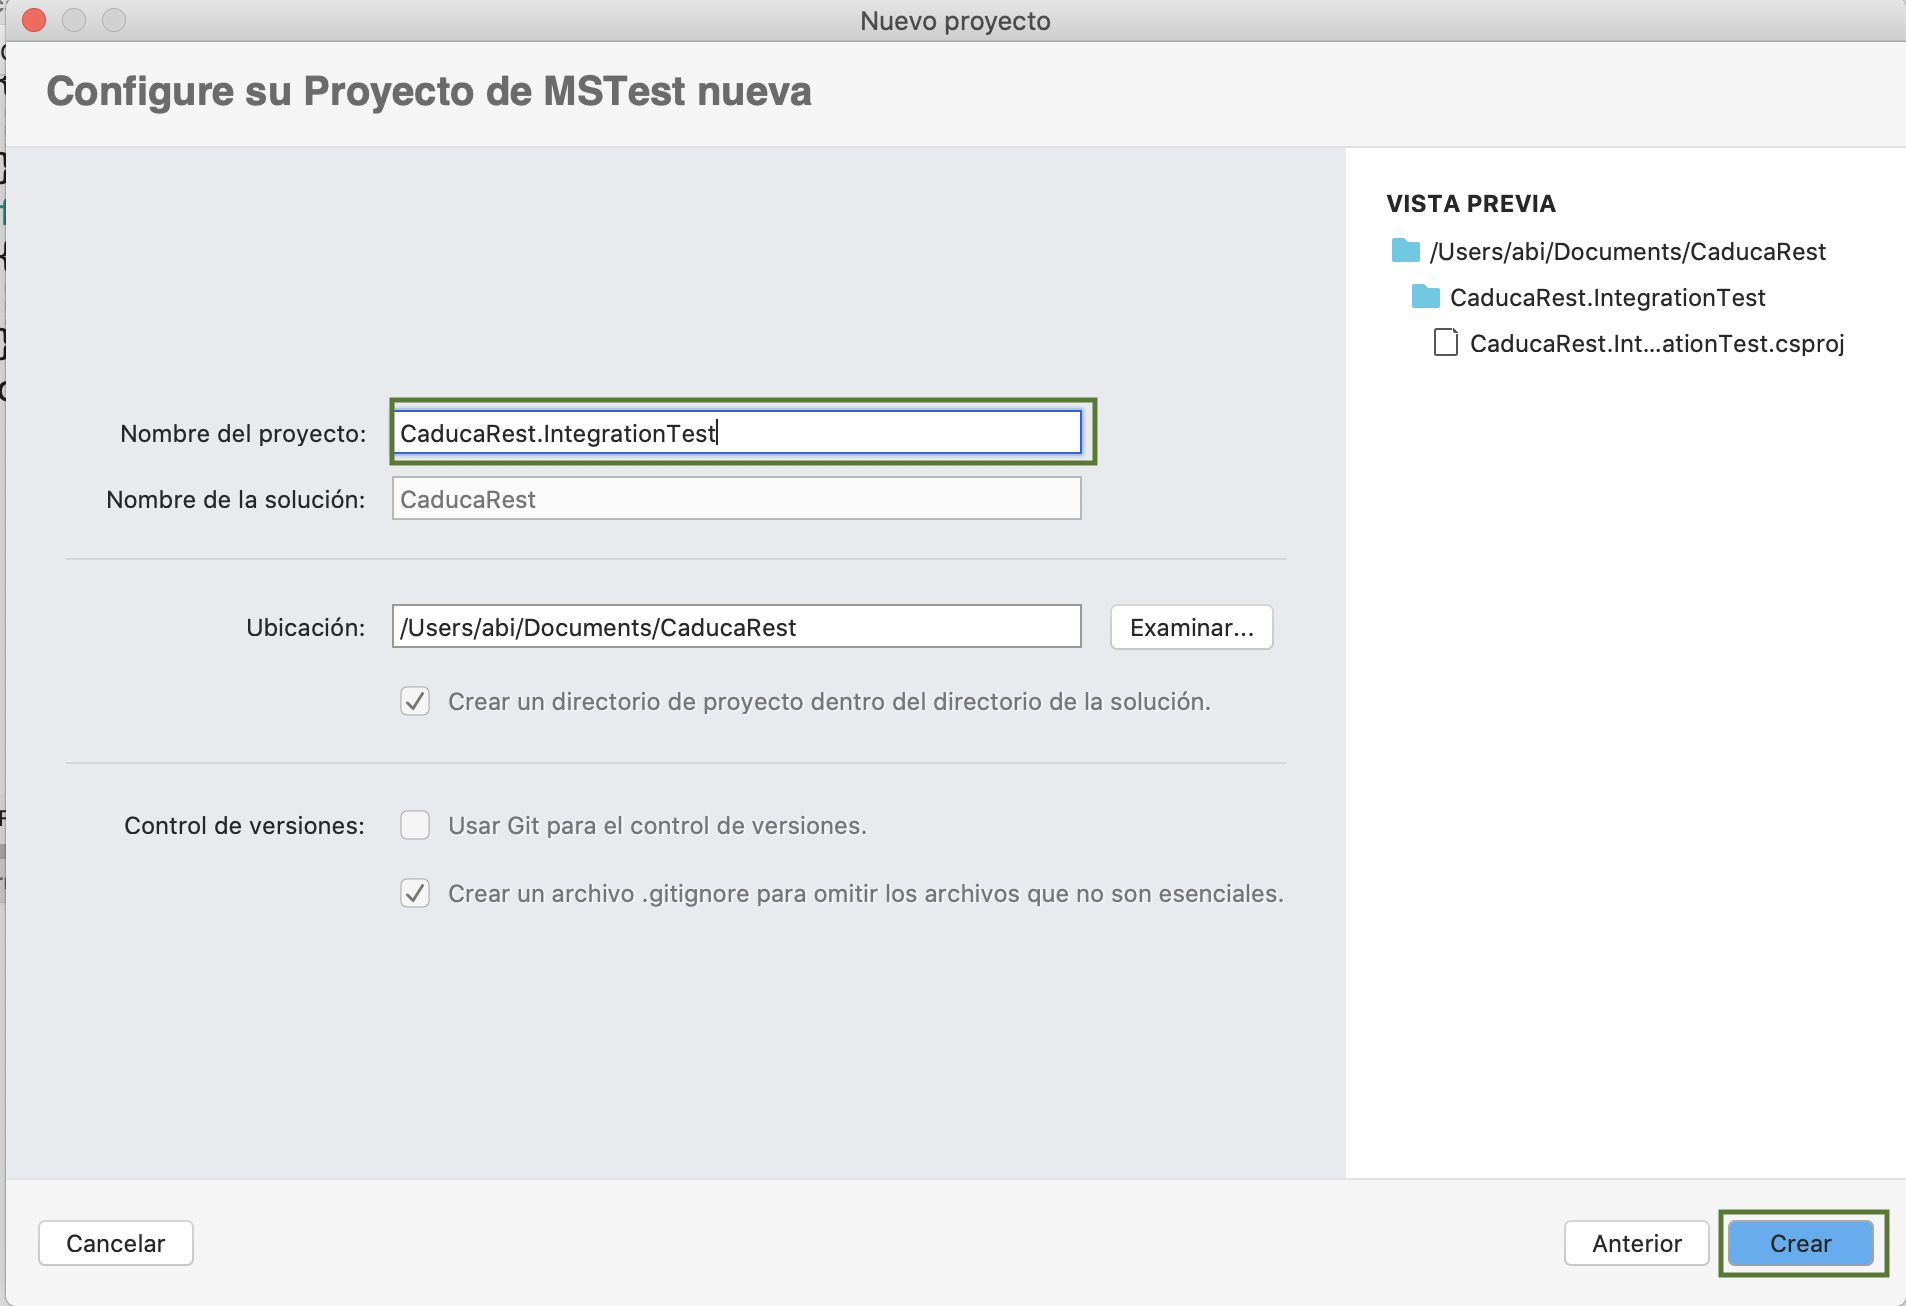 Nuevo proyecto
Configure su Proyecto de MSTest nueva
VISTA PREVIA
/Users/abi/Documents/CaducaRest
CaducaRest.IntegrationTest
CaducaRest.Int...ationTest.csproj
Nombre del proyecto: CaducaRest.IntegrationTest
Nombre de la solución: CaducaRest
Ubicación: /Users/abi/Documents/CaducaRest Examinar...
Crear un directorio de proyecto dentro del directorio de la solución.
Control de versiones: Usar Git para el control de versiones.
Crear un archivo .gitignore para omitir los archivos que no son esenciales.
Cancelar Anterior Crear